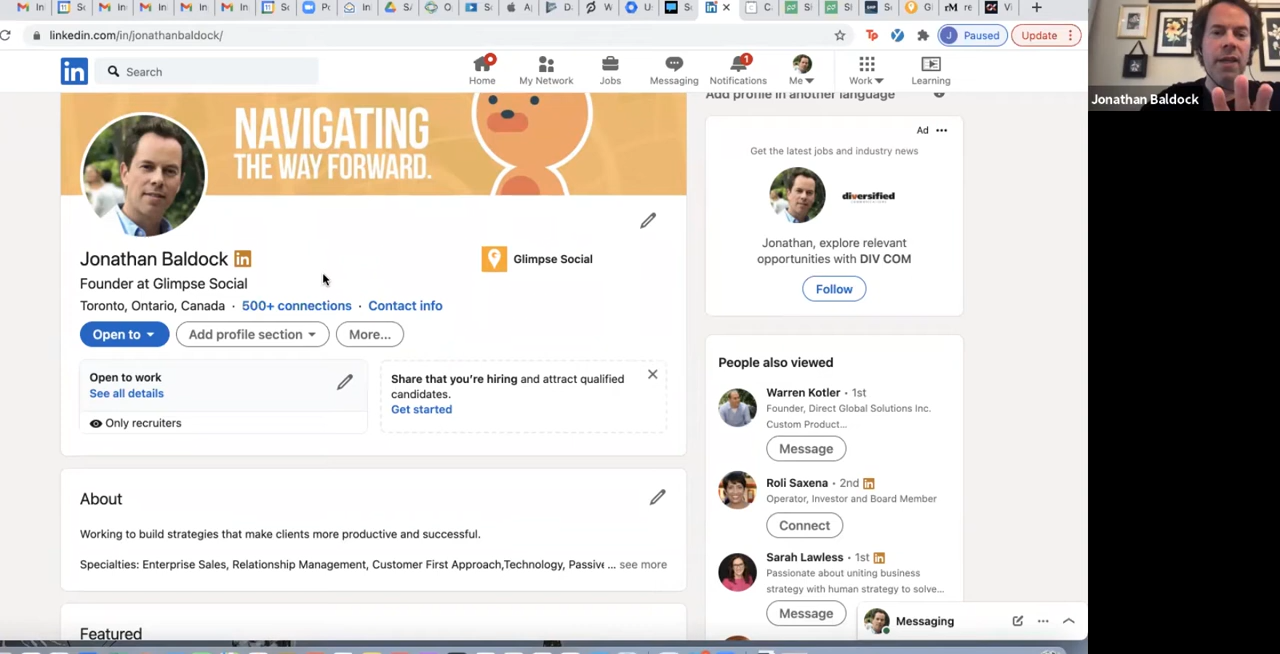 linkedin.com/in/jonathanbaldock/
J Paused
Update
in
Search
Home
My Network
Jobs
Messaging
1
Notifications
Me
Work
Learning
Jonathan Baldock
NAVIGATING
THE WAY FORWARD.
Jonathan Baldock in
Glimpse Social
Founder at Glimpse Social
Toronto, Ontario, Canada · 500+ connections · Contact info
Open to
Add profile section
More...
Open to work
See all details
Only recruiters
Share that you're hiring and attract qualified
candidates.
Get started
About
Working to build strategies that make clients more productive and successful.
Specialties: Enterprise Sales, Relationship Management, Customer First Approach,Technology, Passiv ... see more
Featured
Add profile in another language
Ad ...
Get the latest jobs and industry news
diversified
Jonathan, explore relevant
opportunities with DIV COM
Follow
People also viewed
Warren Kotler · 1st
Founder, Direct Global Solutions Inc.
Custom Product...
Message
Roli Saxena · 2nd in
Operator, Investor and Board Member
Connect
Sarah Lawless · 1st in
Passionate about uniting business
strategy with human strategy to solve...
Message
Messaging